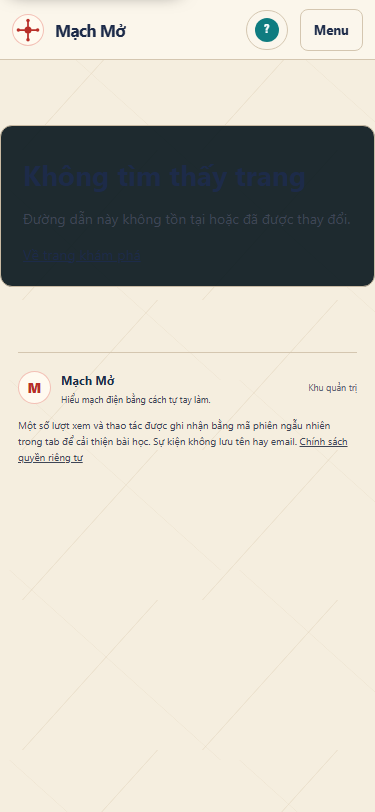 Mạch Mở
?
Menu
Không tìm thấy trang
Đường dẫn này không tồn tại hoặc đã được thay đổi.
M
Mạch Mở
Hiểu mạch điện bằng cách tự tay làm.
Khu quản trị
Một số lượt xem và thao tác được ghi nhận bằng mã phiên ngẫu nhiên
trong tab để cải thiện bài học. Sự kiện không lưu tên hay email. Chính sách
quyền riêng tư